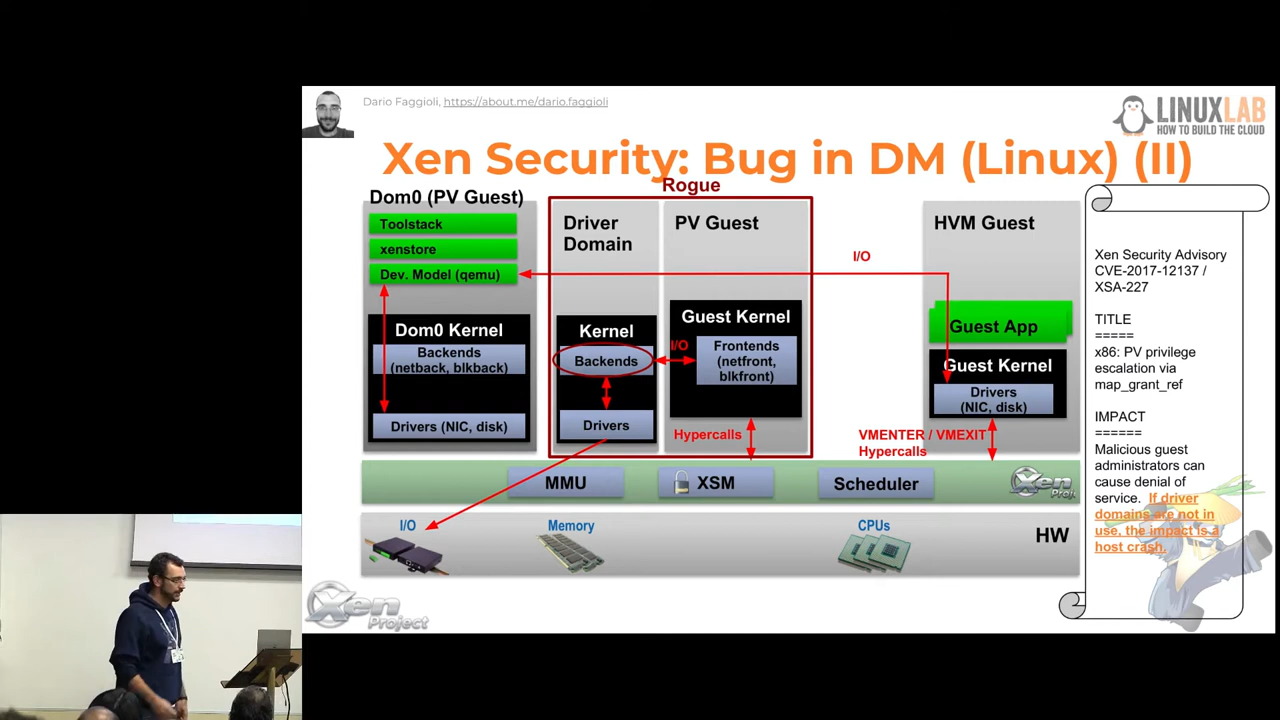 Dario Faggioli, https://about.me/dario.faggioli
LINUXLAB
HOW TO BUILD THE CLOUD
Xen Security: Bug in DM (Linux) (II)
Rogue
Dom0 (PV Guest)
Toolstack
xenstore
Dev. Model (qemu)
Dom0 Kernel
Backends
(netback, blkback)
Drivers (NIC, disk)
Driver
Domain
Kernel
Backends
Drivers
PV Guest
Guest Kernel
I/O
Frontends
(netfront,
blkfront)
Hypercalls
I/O
HVM Guest
Guest App
Guest Kernel
Drivers
(NIC, disk)
VMENTER / VMEXIT
Hypercalls
MMU
XSM
Scheduler
Xen
Proj.
I/O
Memory
CPUs
HW
Xen Security Advisory
CVE-2017-12137 /
XSA-227
TITLE
=====
x86: PV privilege
escalation via
map_grant_ref
IMPACT
======
Malicious guest
administrators can
cause denial of
service. If driver
domains are not in
use, the impact is a
host crash.
Xen
Project